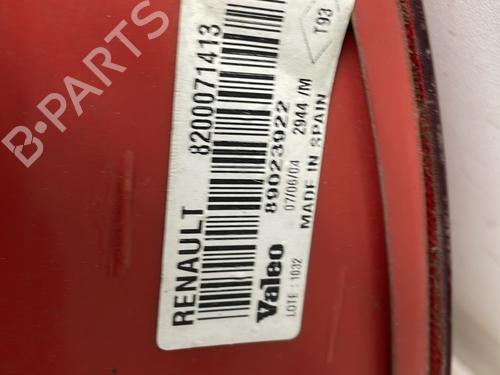 RENAULT 8200071413
Valeo 89023922
LOTE : 1032 07/06/04 2944 /M
MADE IN SPAIN
T93
B-PARTS